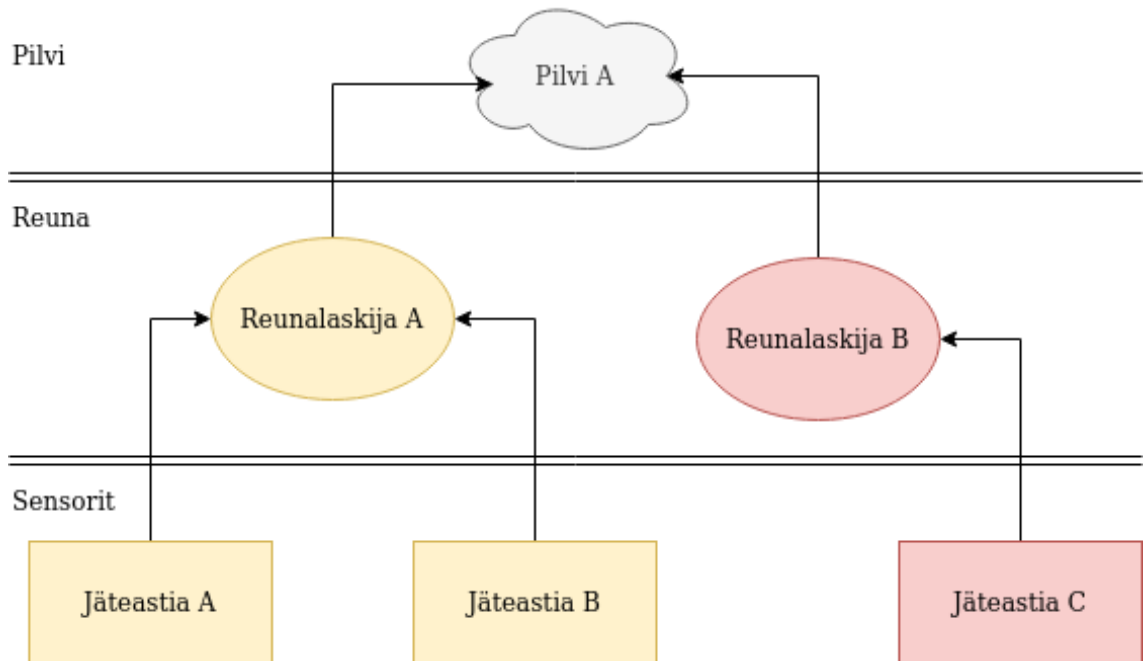 Pilvi
Pilvi A
Reuna
Reunalaskija A
Reunalaskija B
Sensorit
Jäteastia A
Jäteastia B
Jäteastia C